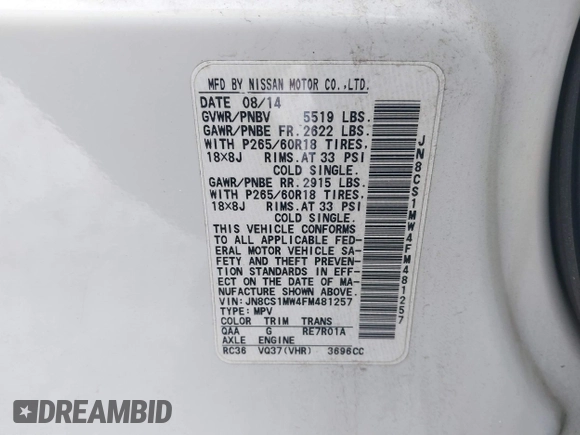 MFD BY NISSAN MOTOR CO.,LTD.
DATE 08/14
GVWR/PNBV 5519 LBS.
GAWR/PNBE FR. 2622 LBS.
WITH P265/60R18 TIRES,
18X8J RIMS. AT 33 PSI
COLD SINGLE.
GAWR/PNBE RR. 2915 LBS.
WITH P265/60R18 TIRES,
18X8J RIMS. AT 33 PSI
COLD SINGLE.
THIS VEHICLE CONFORMS
TO ALL APPLICABLE FED-
ERAL MOTOR VEHICLE SA-
FETY AND THEFT PREVENTION
STANDARDS IN EFFECT ON
THE DATE OF MA-
NUFACTURE SHOWN ABOVE.
VIN: JN8CS1MW4FM481257
TYPE: MPV
COLOR TRIM TRANS
QAA G RE7R01A
AXLE ENGINE
RC36 VQ37(VHR) 3696CC
JN8CS1MW4FM481257
DREAMBID